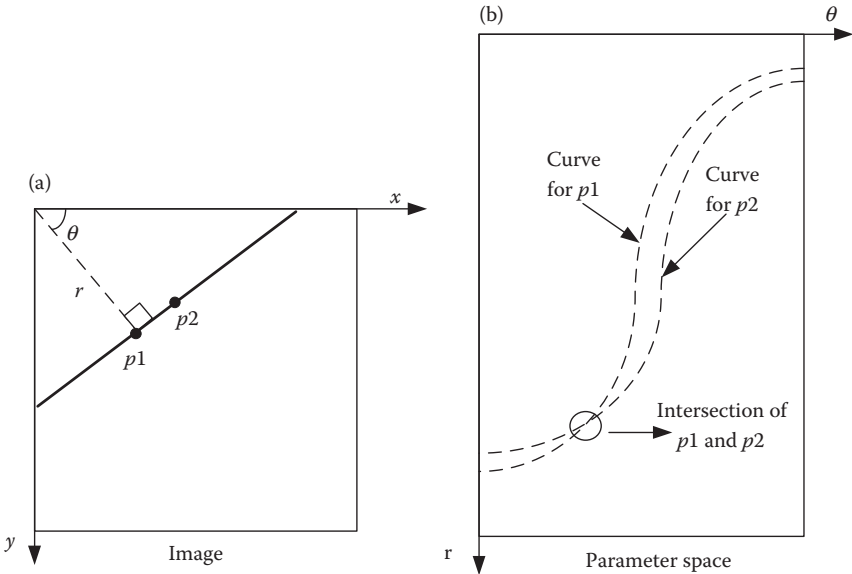 (a)
x
θ
r
p2
p1
y
Image
(b)
θ
Curve
for p1
Curve
for p2
Intersection of
p1 and p2
r
Parameter space